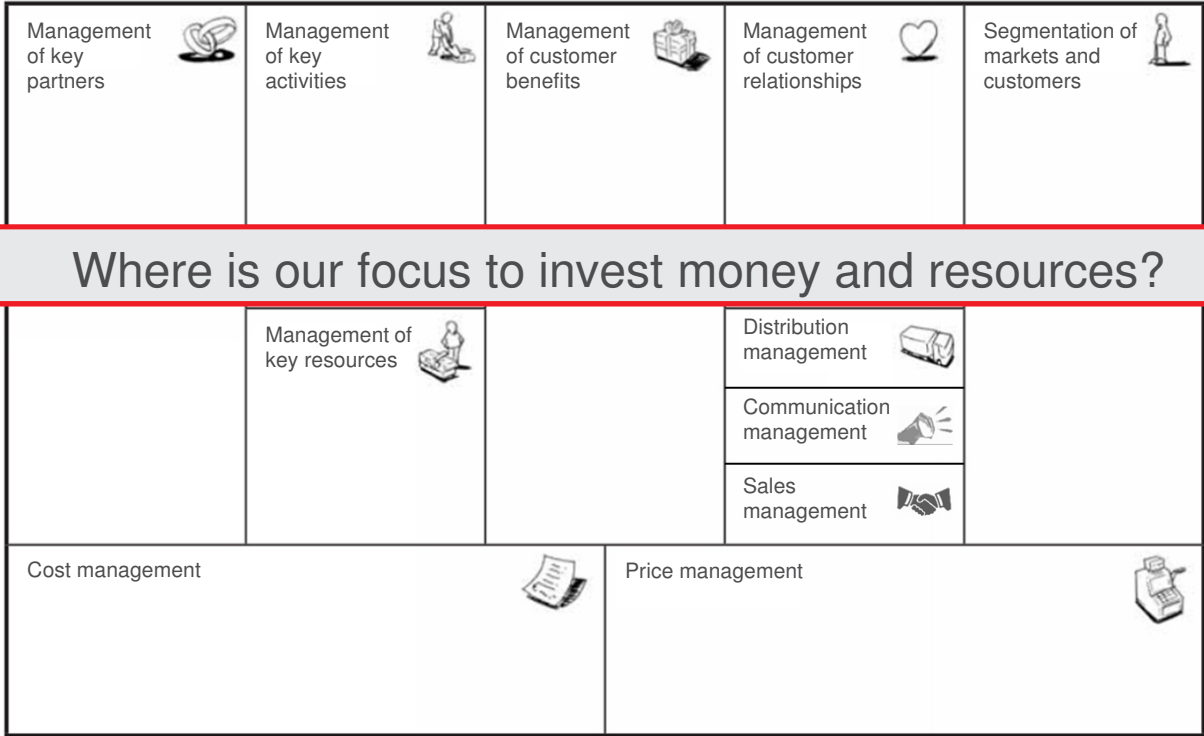 Management
of key
partners
Management
of key
activities
Management
of customer
benefits
Management
of customer
relationships
Segmentation of
markets and
customers
Where is our focus to invest money and resources?
Management of
key resources
Distribution
management
Communication
management
Sales
management
Cost management
Price management